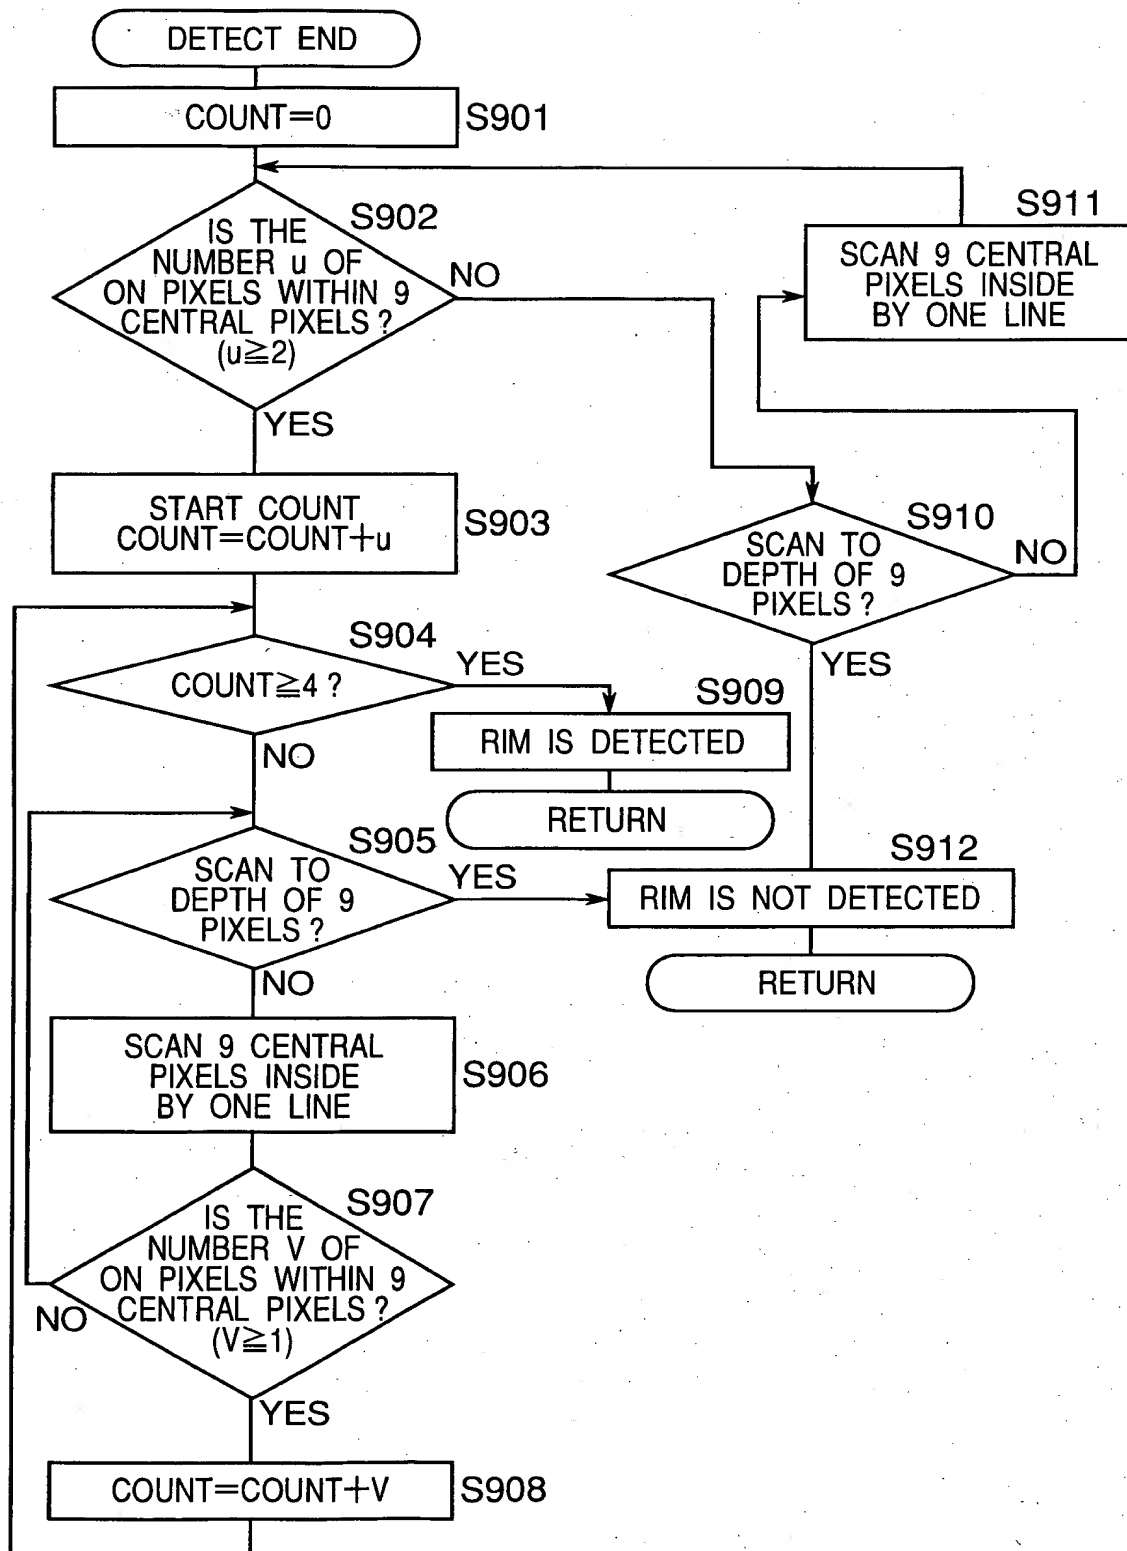 DETECT END
COUNT=0
S901
S902
IS THE
NUMBER u OF
ON PIXELS WITHIN 9
CENTRAL PIXELS?
(u≧2)
NO
YES
S911
SCAN 9 CENTRAL
PIXELS INSIDE
BY ONE LINE
START COUNT
COUNT=COUNT+u
S903
S910
SCAN TO
DEPTH OF 9
PIXELS?
NO
YES
S904
COUNT≧4?
YES
NO
S909
RIM IS DETECTED
RETURN
S905
SCAN TO
DEPTH OF 9
PIXELS?
YES
NO
S912
RIM IS NOT DETECTED
RETURN
SCAN 9 CENTRAL
PIXELS INSIDE
BY ONE LINE
S906
S907
IS THE
NUMBER V OF
ON PIXELS WITHIN 9
CENTRAL PIXELS?
(V≧1)
NO
YES
COUNT=COUNT+V
S908